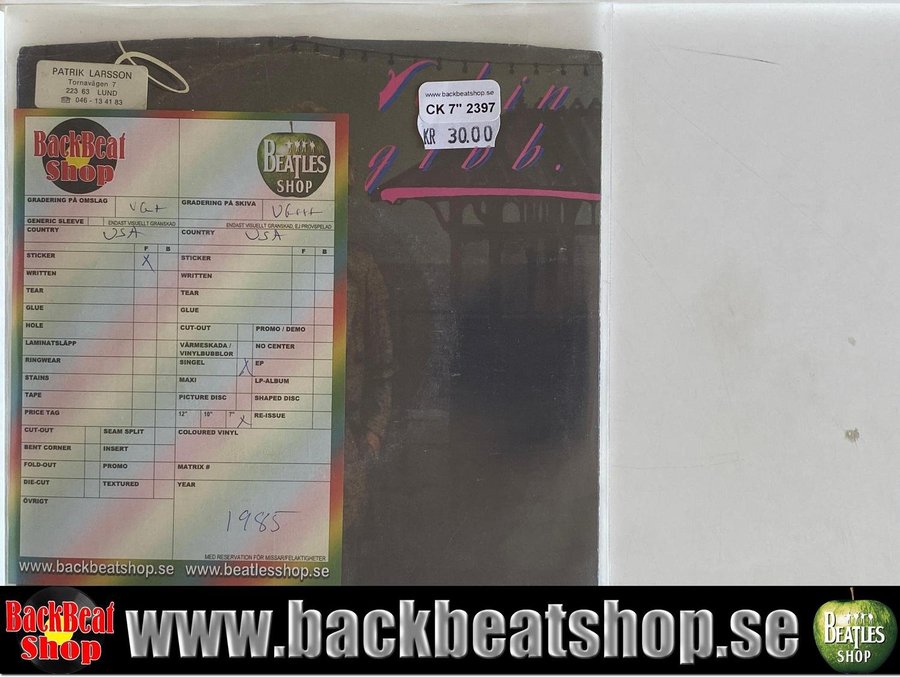 PATRIK LARSSON
Tornavägen 7
223 63 LUND
☎ 046 - 13 41 83
Robin
gibb.
www.backbeatshop.se
CK 7" 2397
KR 30.00
BackBeat
Shop
BEATLES
SHOP
GRADERING PÅ OMSLAG VG+
GRADERING PÅ SKIVA VG++
GENERIC SLEEVE
ENDAST VISUELLT GRANSKAD
ENDAST VISUELLT GRANSKAD, EJ PROVSPELAD
COUNTRY USA
COUNTRY USA
F B
F B
STICKER X
STICKER
WRITTEN
WRITTEN
TEAR
TEAR
GLUE
GLUE
HOLE
CUT-OUT
PROMO / DEMO
LAMINATSLÄPP
VÄRMESKADA /
VINYLBUBBLOR
NO CENTER
RINGWEAR
SINGEL X
EP
STAINS
MAXI
LP-ALBUM
TAPE
PICTURE DISC
SHAPED DISC
PRICE TAG
12" 10" 7" X
RE-ISSUE
CUT-OUT
SEAM SPLIT
COLOURED VINYL
BENT CORNER
INSERT
FOLD-OUT
PROMO
MATRIX #
DIE-CUT
TEXTURED
YEAR
ÖVRIGT
1985
MED RESERVATION FÖR MISSAR/FELAKTIGHETER
www.backbeatshop.se www.beatlesshop.se
BackBeat
Shop
www.backbeatshop.se
BEATLES
SHOP